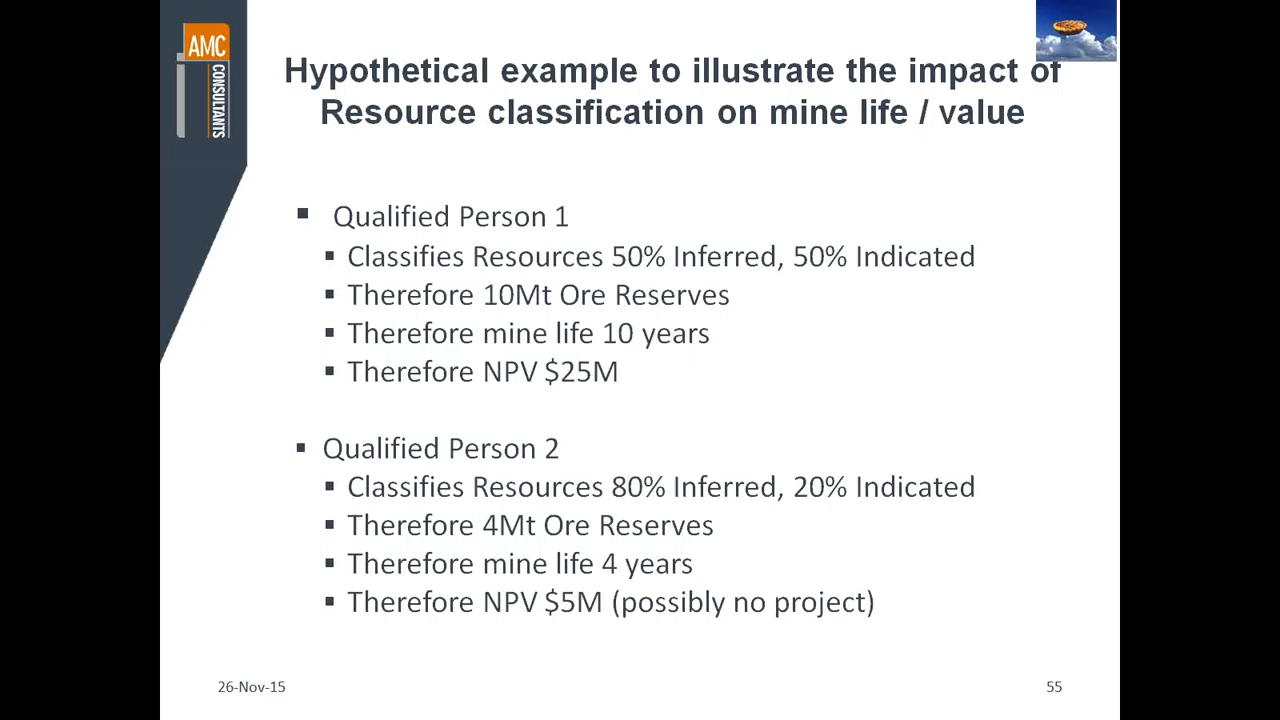 AMC
CONSULTANTS
Hypothetical example to illustrate the impact of
Resource classification on mine life / value
▪ Qualified Person 1
▪ Classifies Resources 50% Inferred, 50% Indicated
▪ Therefore 10Mt Ore Reserves
▪ Therefore mine life 10 years
▪ Therefore NPV $25M
▪ Qualified Person 2
▪ Classifies Resources 80% Inferred, 20% Indicated
▪ Therefore 4Mt Ore Reserves
▪ Therefore mine life 4 years
▪ Therefore NPV $5M (possibly no project)
26-Nov-15
55